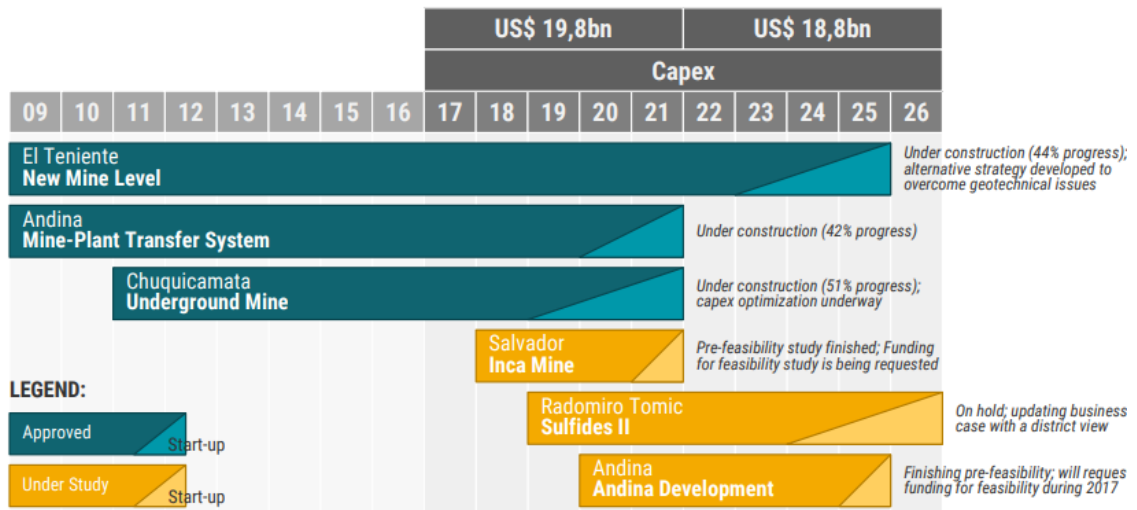 US$ 19,8bn US$ 18,8bn
Capex
09 10 11 12 13 14 15 16 17 18 19 20 21 22 23 24 25 26
El Teniente
New Mine Level
Under construction (44% progress);
alternative strategy developed to
overcome geotechnical issues
Andina
Mine-Plant Transfer System
Under construction (42% progress)
Chuquicamata
Underground Mine
Under construction (51% progress);
capex optimization underway
Salvador
Inca Mine
Pre-feasibility study finished; Funding
for feasibility study is being requested
LEGEND:
Radomiro Tomic
Sulfides II
On hold; updating business
case with a district view
Approved
Start-up
Andina
Andina Development
Finishing pre-feasibility; will reques
funding for feasibility during 2017
Under Study
Start-up